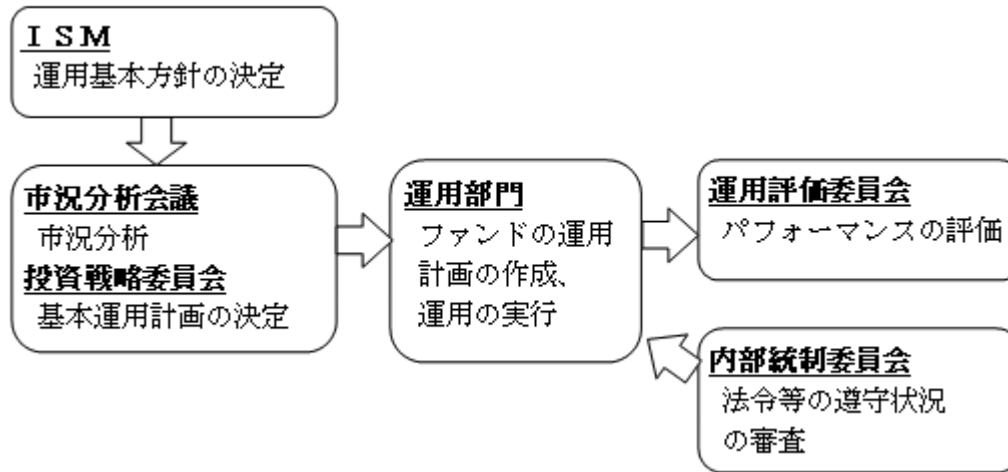 ＩＳＭ
運用基本方針の決定
市況分析会議
市況分析
投資戦略委員会
基本運用計画の決定
運用部門
ファンドの運用
計画の作成、
運用の実行
運用評価委員会
パフォーマンスの評価
内部統制委員会
法令等の遵守状況
の審査